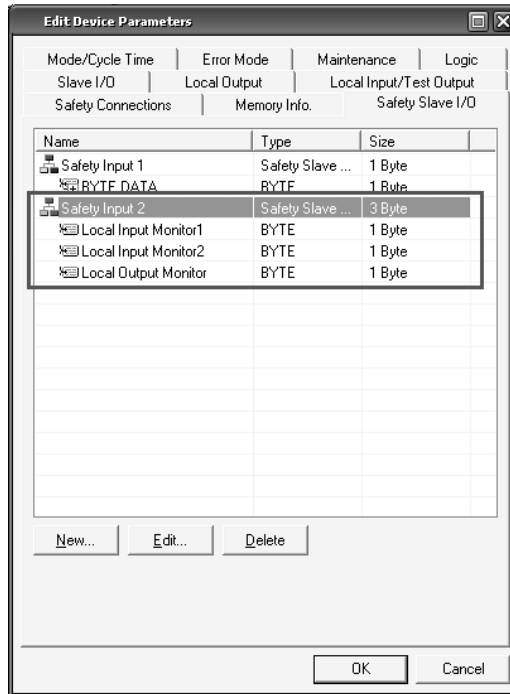 Edit Device Parameters
Mode/Cycle Time Error Mode Maintenance Logic
Slave I/O Local Output Local Input/Test Output
Safety Connections Memory Info. Safety Slave I/O
Name Type Size
Safety Input 1 Safety Slave ... 1 Byte
BYTE DATA BYTE 1 Byte
Safety Input 2 Safety Slave ... 3 Byte
Local Input Monitor1 BYTE 1 Byte
Local Input Monitor2 BYTE 1 Byte
Local Output Monitor BYTE 1 Byte
New... Edit... Delete
OK Cancel